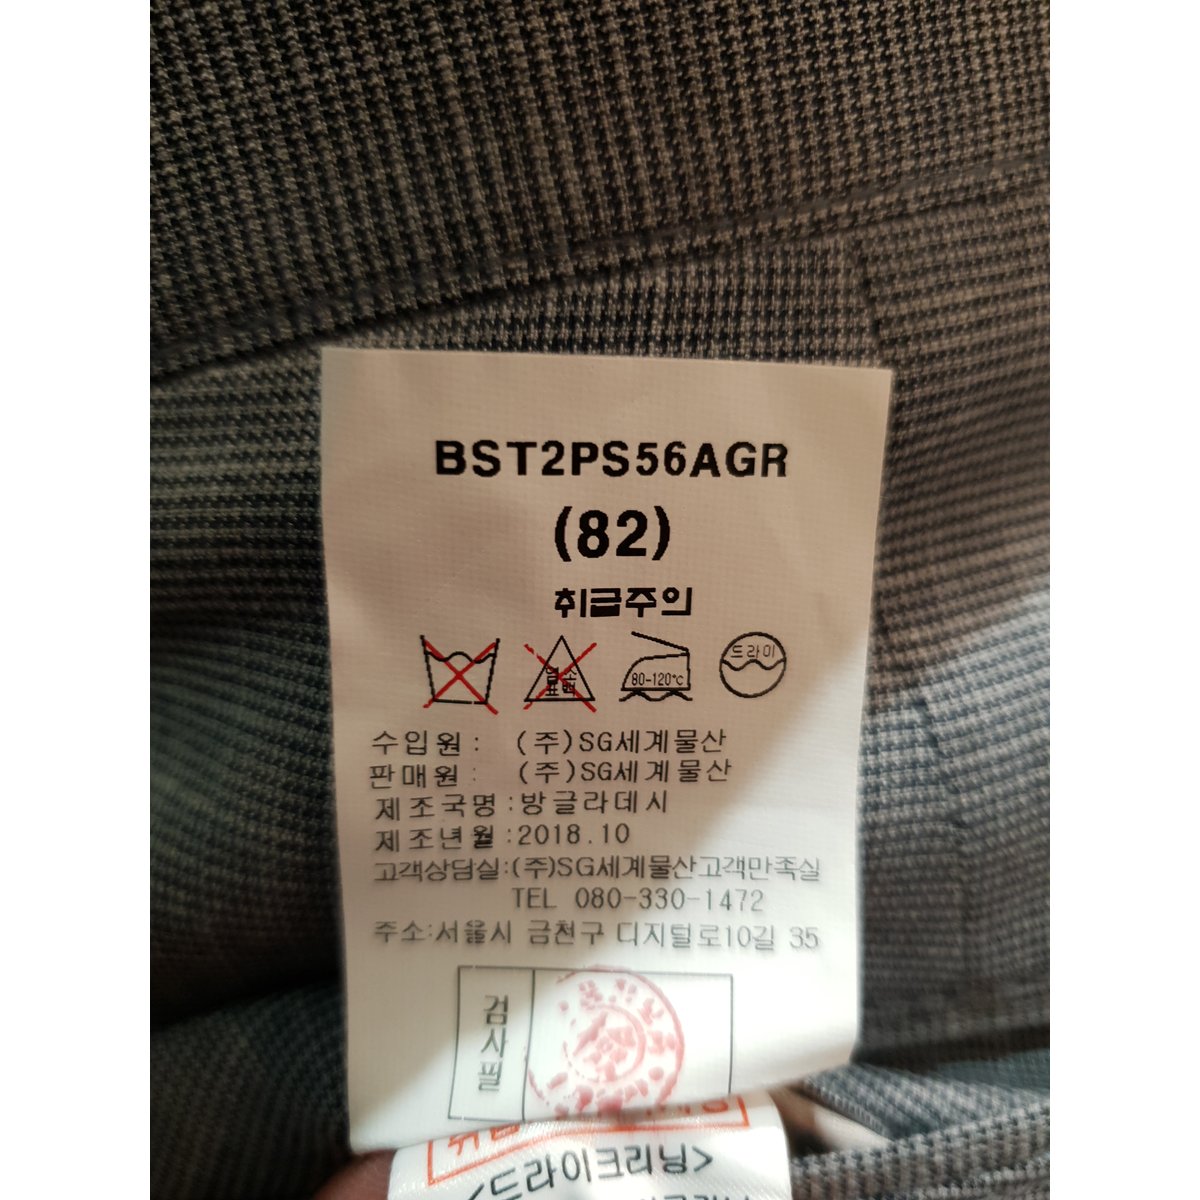 BST2PS56AGR
(82)
취급주의
80-120℃
드라이
수입원 : (주)SG세계물산
판매원 : (주)SG세계물산
제조국명 : 방글라데시
제조년월 : 2018.10
고객상담실:(주)SG세계물산고객만족실
TEL 080-330-1472
주소:서울시 금천구 디지털로10길 35
검사필
<드라이크리닝>